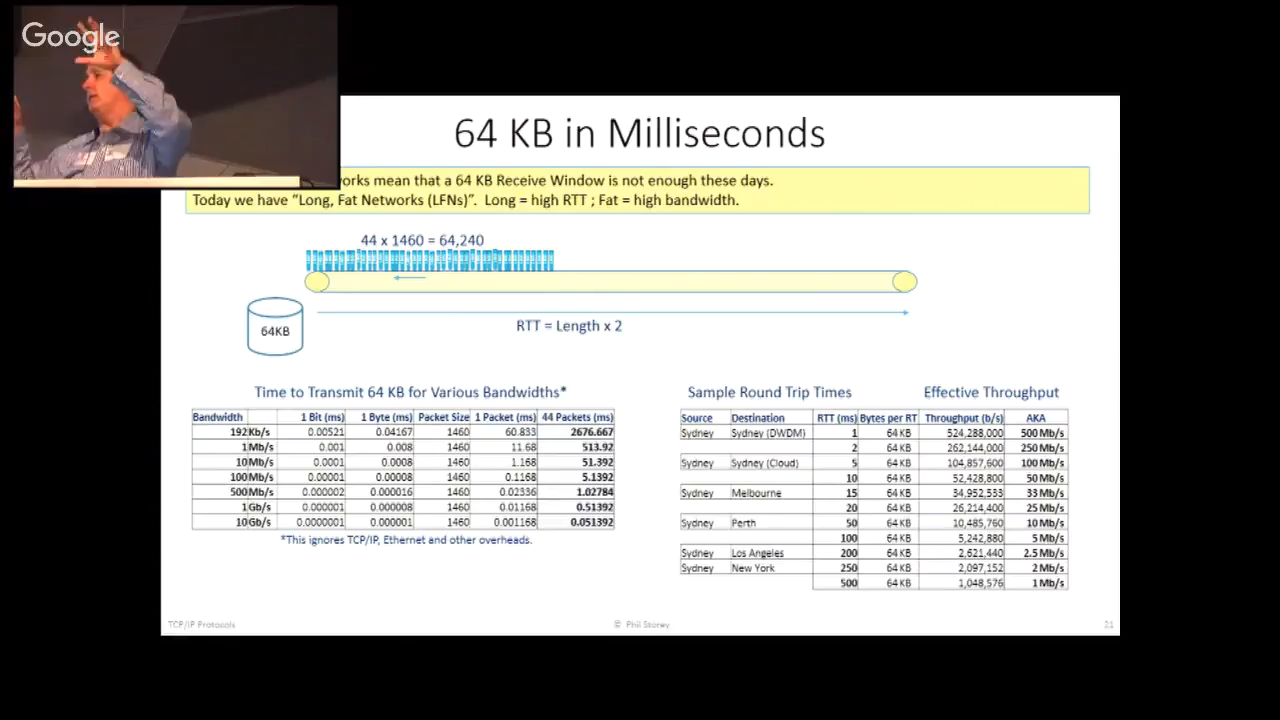 Google
64 KB in Milliseconds
works mean that a 64 KB Receive Window is not enough these days.
Today we have “Long, Fat Networks (LFNs)”. Long = high RTT ; Fat = high bandwidth.
44 x 1460 = 64,240
64KB
RTT = Length x 2
Time to Transmit 64 KB for Various Bandwidths*
Bandwidth 1 Bit (ms) 1 Byte (ms) Packet Size 1 Packet (ms) 44 Packets (ms)
192 Kb/s 0.00521 0.04167 1460 60.833 2676.667
1 Mb/s 0.001 0.008 1460 11.68 513.92
10 Mb/s 0.0001 0.0008 1460 1.168 51.392
100 Mb/s 0.00001 0.00008 1460 0.1168 5.1392
500 Mb/s 0.000002 0.000016 1460 0.02336 1.02784
1 Gb/s 0.000001 0.000008 1460 0.01168 0.51392
10 Gb/s 0.0000001 0.000001 1460 0.001168 0.051392
*This ignores TCP/IP, Ethernet and other overheads.
Sample Round Trip Times Effective Throughput
Source Destination RTT (ms) Bytes per RT Throughput (b/s) AKA
Sydney Sydney (DWDM) 1 64 KB 524,288,000 500 Mb/s
2 64 KB 262,144,000 250 Mb/s
Sydney Sydney (Cloud) 5 64 KB 104,857,600 100 Mb/s
10 64 KB 52,428,800 50 Mb/s
Sydney Melbourne 15 64 KB 34,952,533 33 Mb/s
20 64 KB 26,214,400 25 Mb/s
Sydney Perth 50 64 KB 10,485,760 10 Mb/s
100 64 KB 5,242,880 5 Mb/s
Sydney Los Angeles 200 64 KB 2,621,440 2.5 Mb/s
Sydney New York 250 64 KB 2,097,152 2 Mb/s
500 64 KB 1,048,576 1 Mb/s
TCP/IP Protocols © Phil Storey 21